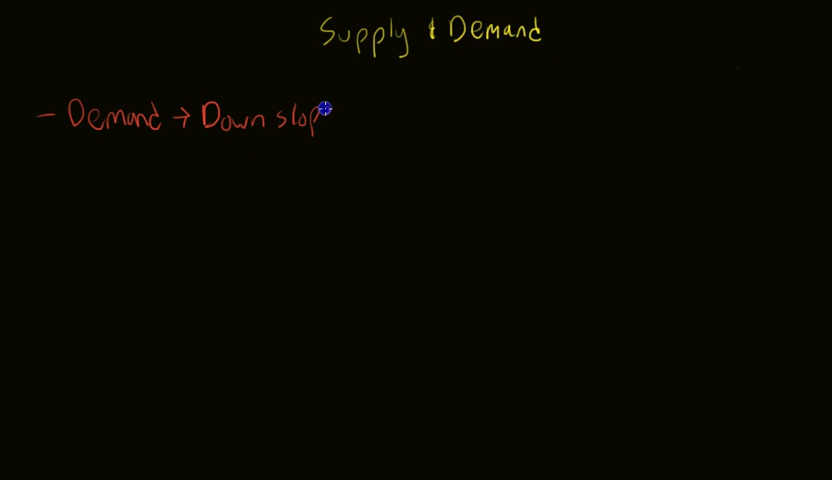 Supply & Demand
- Demand → Down slop